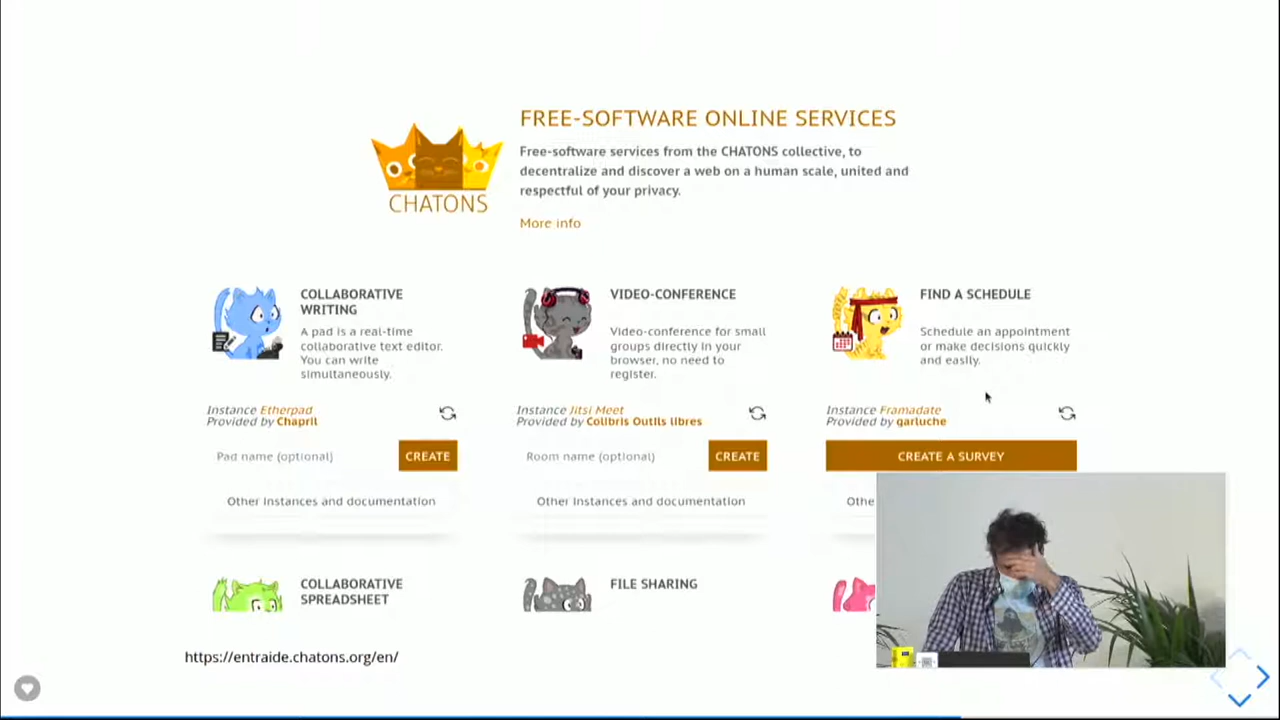 FREE-SOFTWARE ONLINE SERVICES
Free-software services from the CHATONS collective, to
decentralize and discover a web on a human scale, united and
respectful of your privacy.
More info
CHATONS
COLLABORATIVE
WRITING
A pad is a real-time
collaborative text editor.
You can write
simultaneously.
Instance Etherpad
Provided by Chapril
Pad name (optional)
CREATE
Other instances and documentation
VIDEO-CONFERENCE
Video-conference for small
groups directly in your
browser, no need to
register.
Instance Jitsi Meet
Provided by Colibris Outils libres
Room name (optional)
CREATE
Other instances and documentation
FIND A SCHEDULE
Schedule an appointment
or make decisions quickly
and easily.
Instance Framadate
Provided by garluche
CREATE A SURVEY
Othe
COLLABORATIVE
SPREADSHEET
FILE SHARING
https://entraide.chatons.org/en/